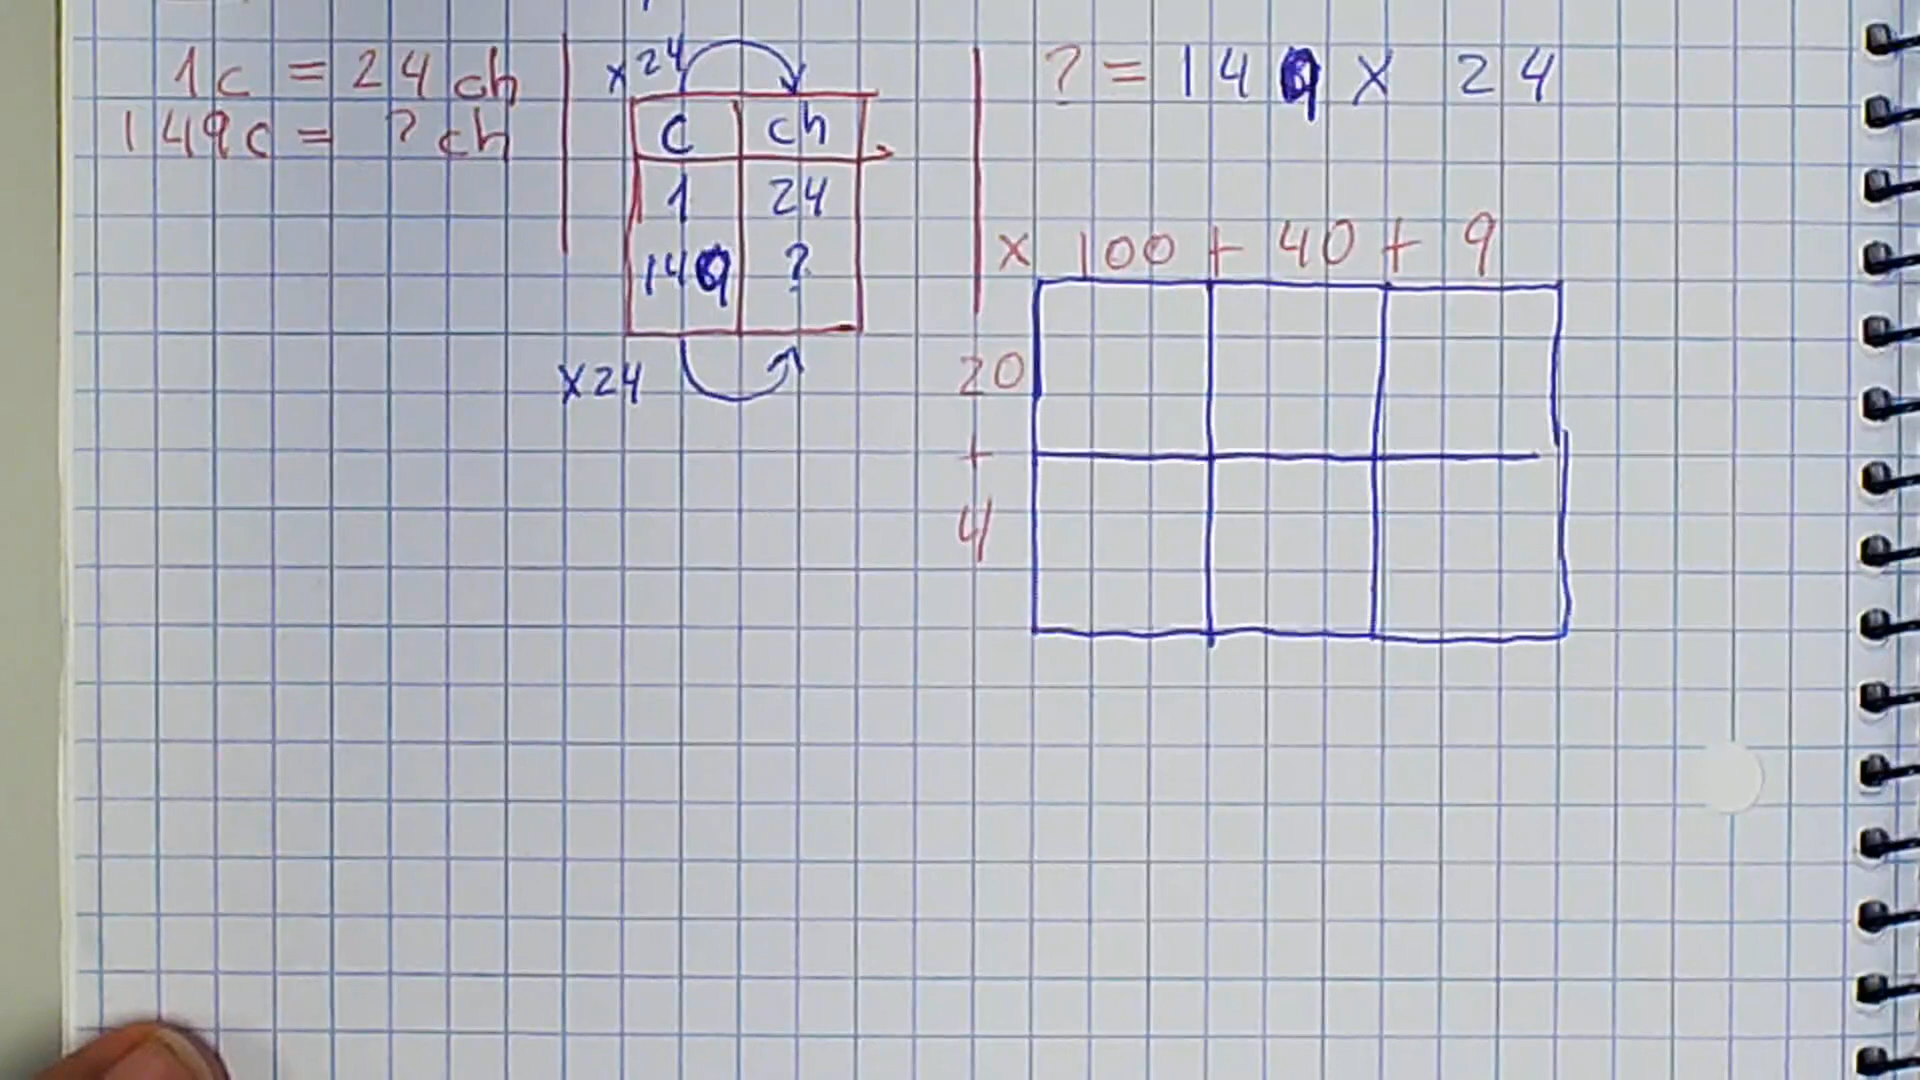 1c = 24 ch
149c = ? ch
x24
c ch
1 24
149 ?
x24
? = 149 x 24
x 100 + 40 + 9
20
+
4